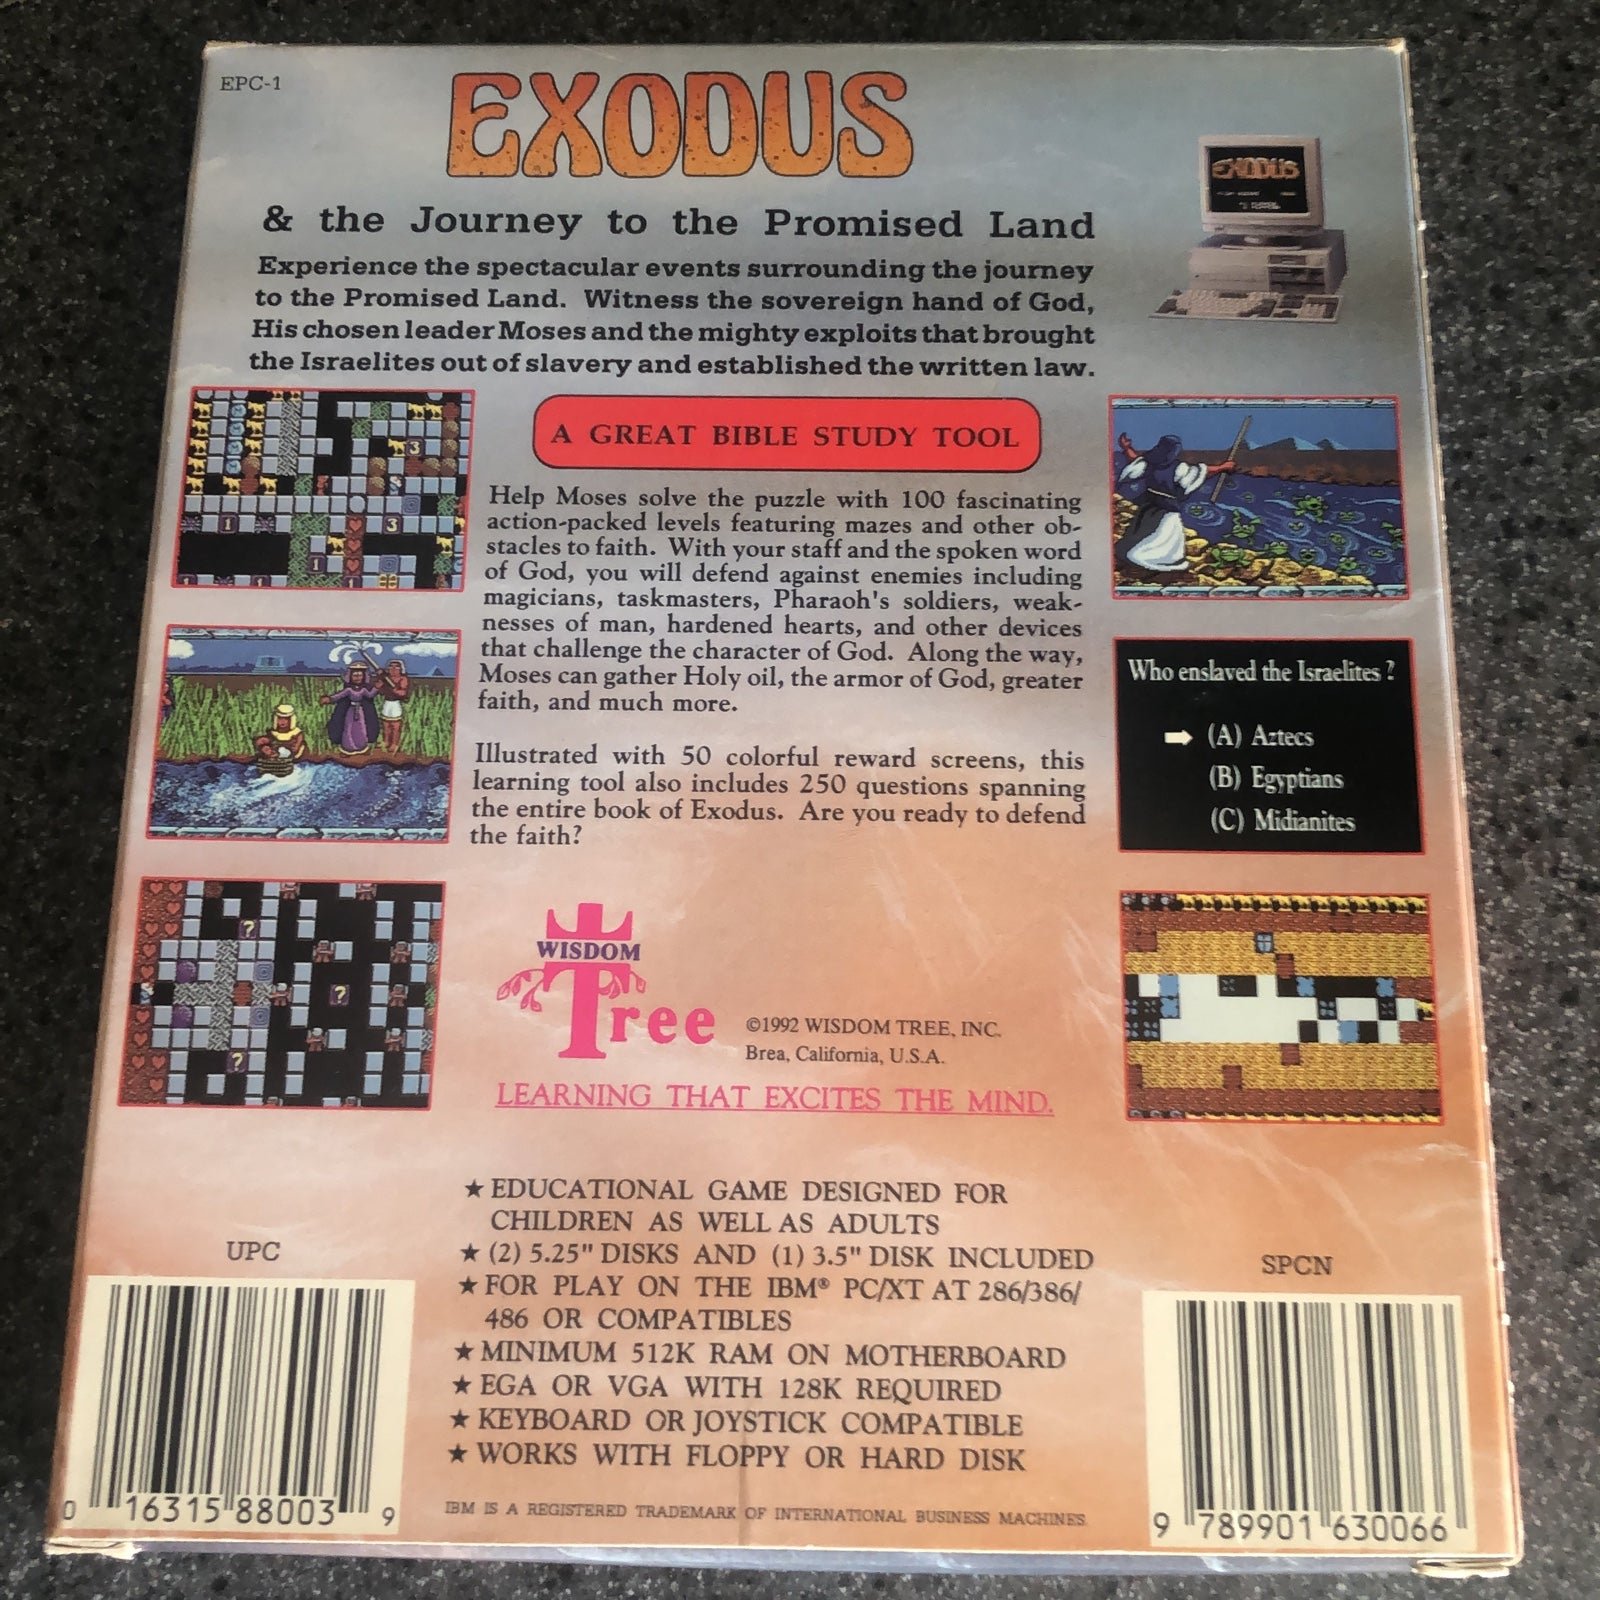 EPC-1
EXODUS
& the Journey to the Promised Land
Experience the spectacular events surrounding the journey
to the Promised Land. Witness the sovereign hand of God,
His chosen leader Moses and the mighty exploits that brought
the Israelites out of slavery and established the written law.
EXODUS
A GREAT BIBLE STUDY TOOL
Help Moses solve the puzzle with 100 fascinating
action-packed levels featuring mazes and other ob-
stacles to faith. With your staff and the spoken word
of God, you will defend against enemies including
magicians, taskmasters, Pharaoh's soldiers, weak-
nesses of man, hardened hearts, and other devices
that challenge the character of God. Along the way,
Moses can gather Holy oil, the armor of God, greater
faith, and much more.
Illustrated with 50 colorful reward screens, this
learning tool also includes 250 questions spanning
the entire book of Exodus. Are you ready to defend
the faith?
Who enslaved the Israelites ?
(A) Aztecs
(B) Egyptians
(C) Midianites
WISDOM
Tree
©1992 WISDOM TREE, INC.
Brea, California, U.S.A.
LEARNING THAT EXCITES THE MIND.
★ EDUCATIONAL GAME DESIGNED FOR
CHILDREN AS WELL AS ADULTS
★ (2) 5.25" DISKS AND (1) 3.5" DISK INCLUDED
★ FOR PLAY ON THE IBM® PC/XT AT 286/386/
486 OR COMPATIBLES
★ MINIMUM 512K RAM ON MOTHERBOARD
★ EGA OR VGA WITH 128K REQUIRED
★ KEYBOARD OR JOYSTICK COMPATIBLE
★ WORKS WITH FLOPPY OR HARD DISK
IBM IS A REGISTERED TRADEMARK OF INTERNATIONAL BUSINESS MACHINES.
UPC
0 16315 88003 9
SPCN
9 789901 630066